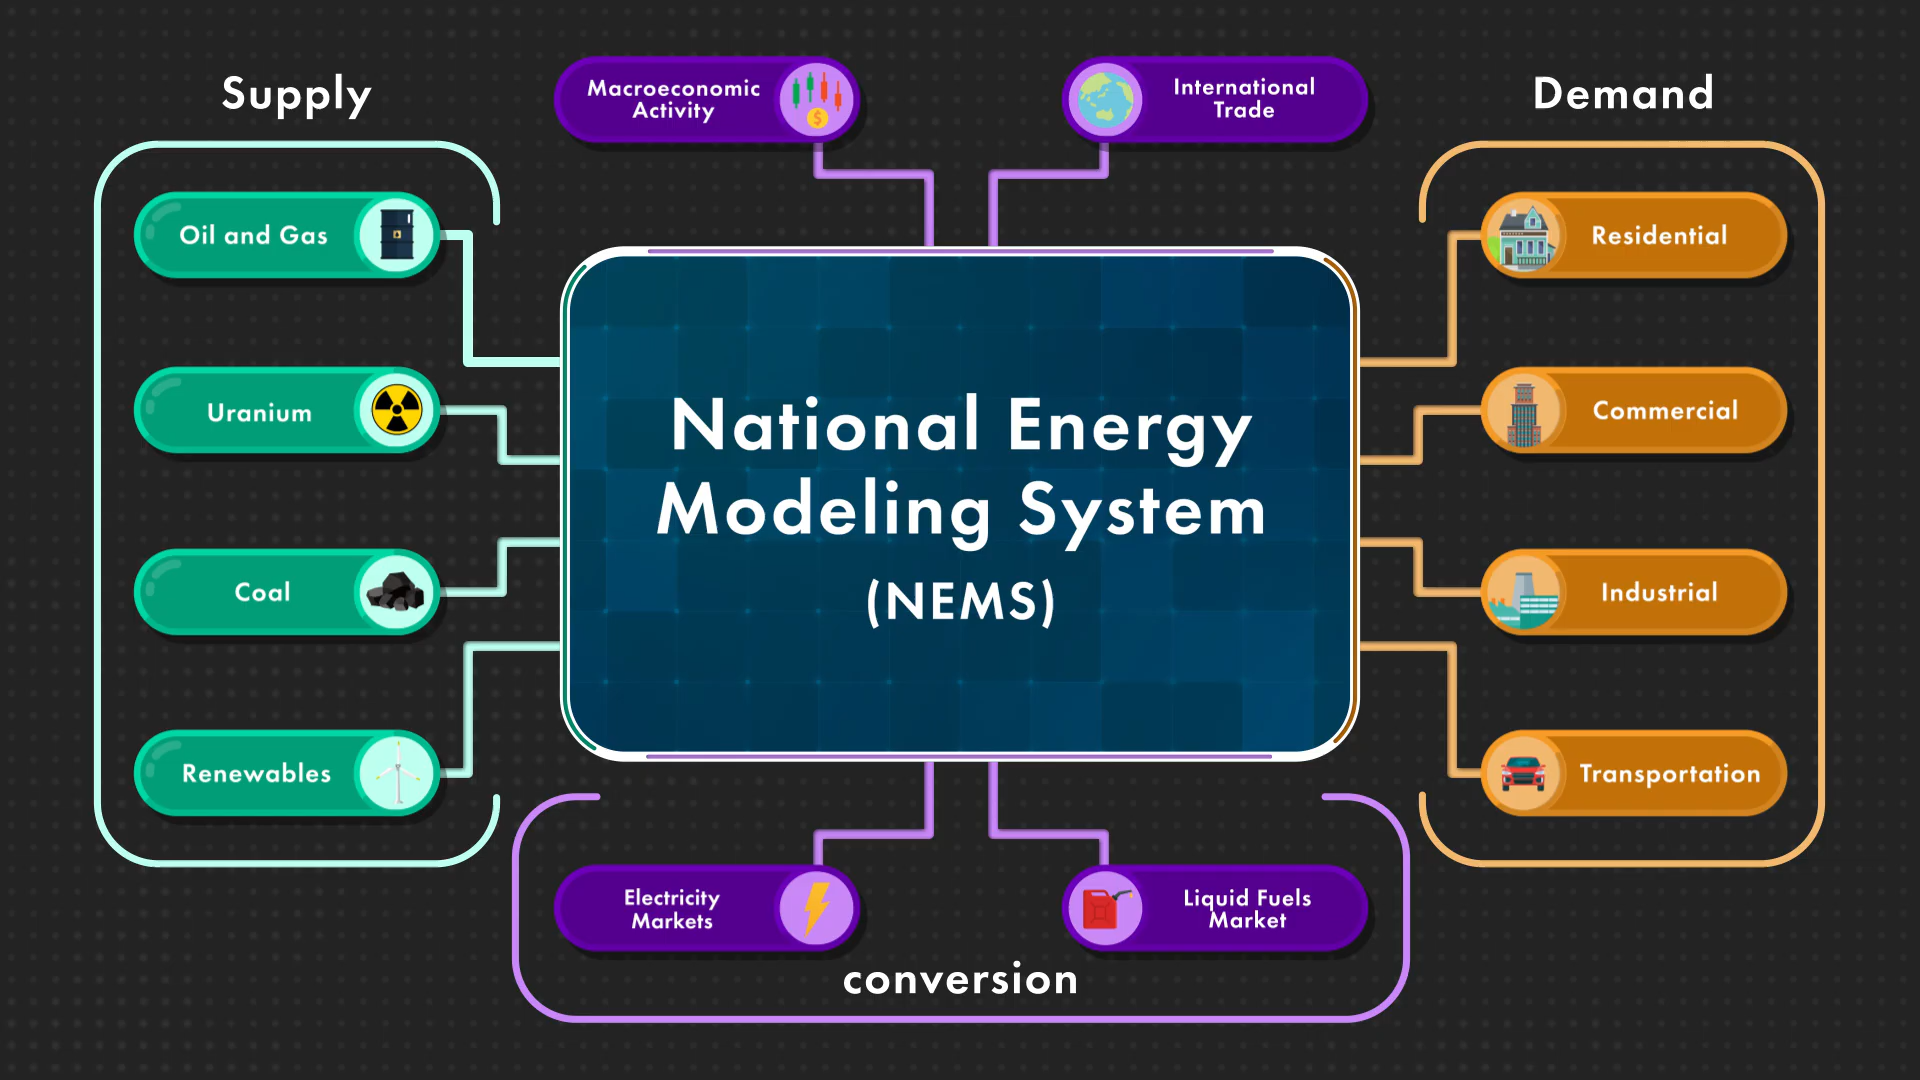 Supply
Macroeconomic
Activity
$
International
Trade
Demand
Oil and Gas
Uranium
Coal
Renewables
National Energy
Modeling System
(NEMS)
Residential
Commercial
Industrial
Transportation
Electricity
Markets
Liquid Fuels
Market
conversion